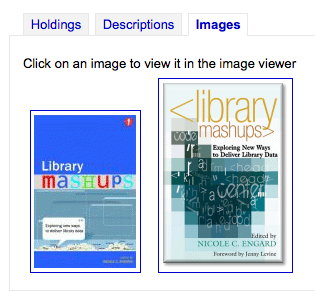 Holdings
Descriptions
Images
Click on an image to view it in the image viewer
Library
mashups
Exploring new ways
to deliver library data
NICOLE C. ENGARD
<library
mashups>
Exploring New Ways
to Deliver Library Data
Edited by
NICOLE C. ENGARD
Foreword by Jenny Levine